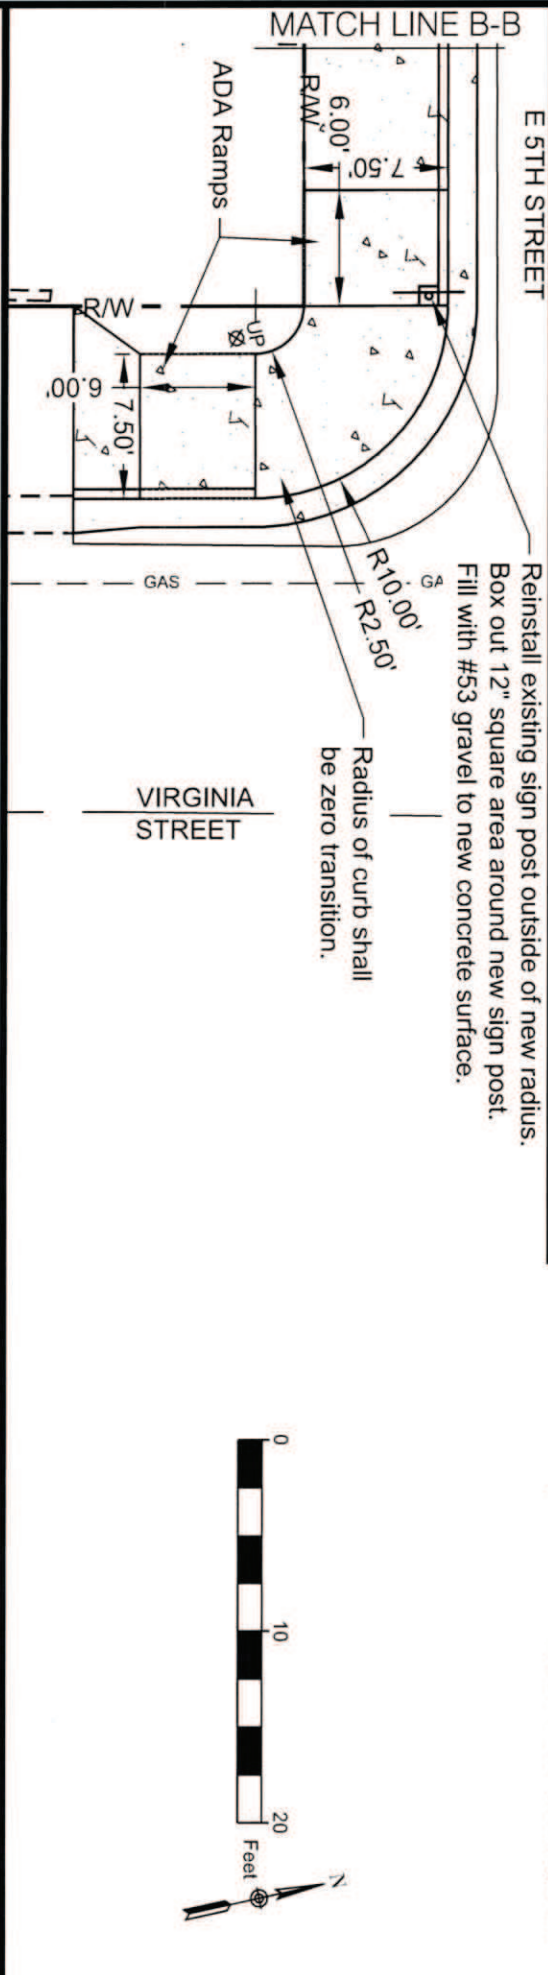 MATCH LINE B-B
E 5TH STREET
ADA Ramps
R/W
6.00'
7.50'
R/W
UP
6.00'
7.50'
R10.00'
R2.50'
GAS
GA
Reinstall existing sign post outside of new radius.
Box out 12" square area around new sign post.
Fill with #53 gravel to new concrete surface.
Radius of curb shall
be zero transition.
VIRGINIA
STREET
0
10
20
Feet
N